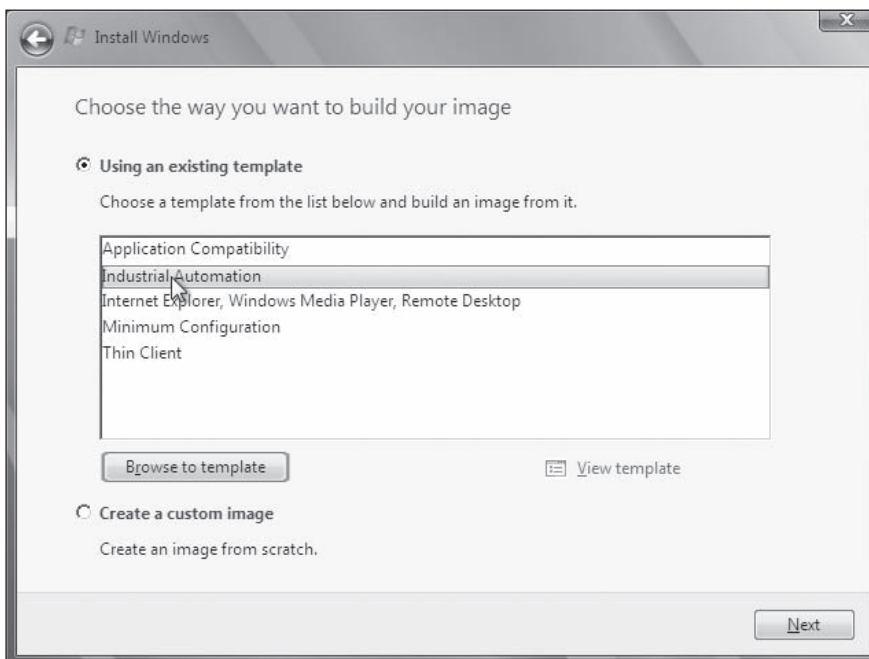 Install Windows
Choose the way you want to build your image
Using an existing template
Choose a template from the list below and build an image from it.
Application Compatibility
Industrial Automation
Internet Explorer, Windows Media Player, Remote Desktop
Minimum Configuration
Thin Client
Browse to template
View template
Create a custom image
Create an image from scratch.
Next